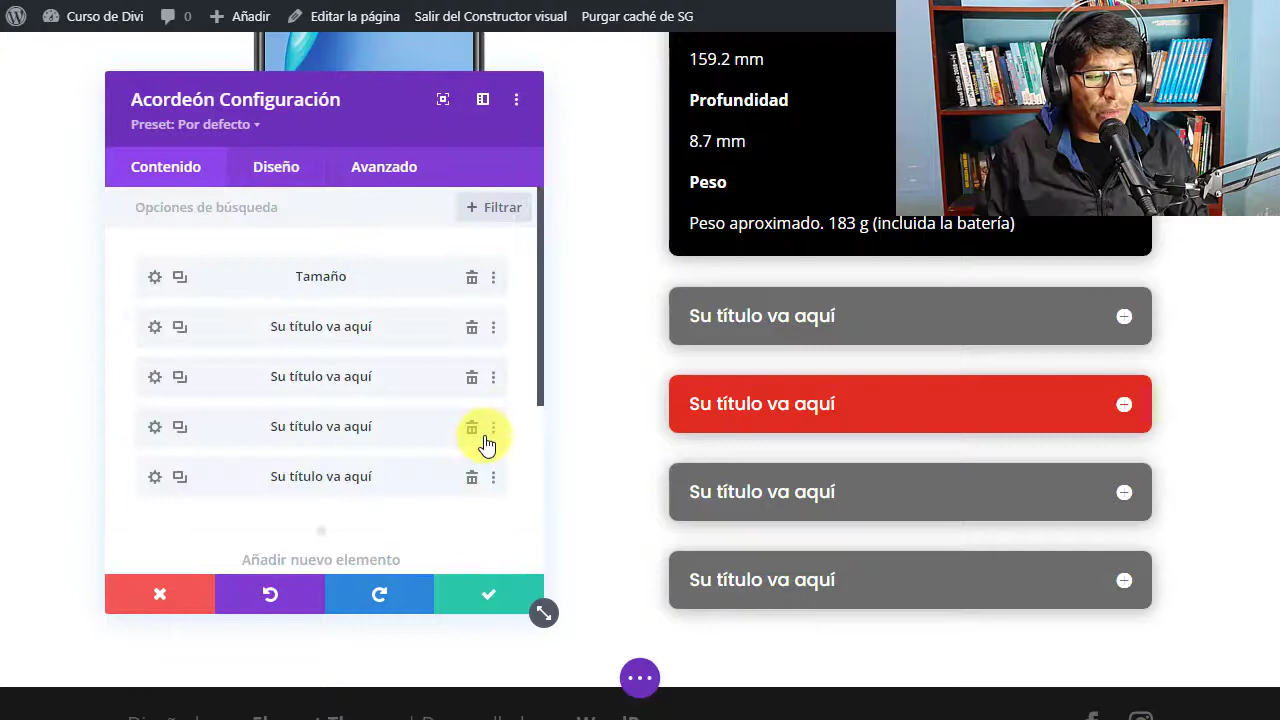 Curso de Divi
0
Añadir
Editar la página
Salir del Constructor visual
Purgar caché de SG
Acordeón Configuración
Preset: Por defecto
Contenido
Diseño
Avanzado
Opciones de búsqueda
+ Filtrar
Tamaño
Su título va aquí
Su título va aquí
Su título va aquí
Su título va aquí
Añadir nuevo elemento
159.2 mm
Profundidad
8.7 mm
Peso
Peso aproximado. 183 g (incluida la batería)
Su título va aquí
Su título va aquí
Su título va aquí
Su título va aquí